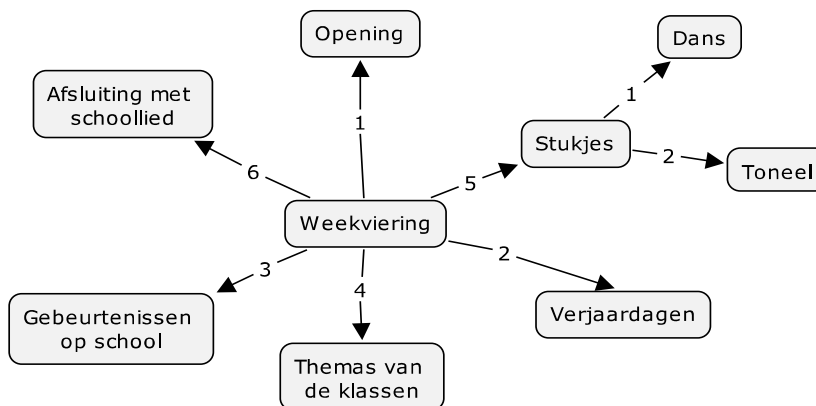 Opening
Dans
Afsluiting met
schoollied
1
1
Stukjes
2
Toneel
6
5
Weekviering
2
3
4
Gebeurtenissen
op school
Verjaardagen
Themas van
de klassen